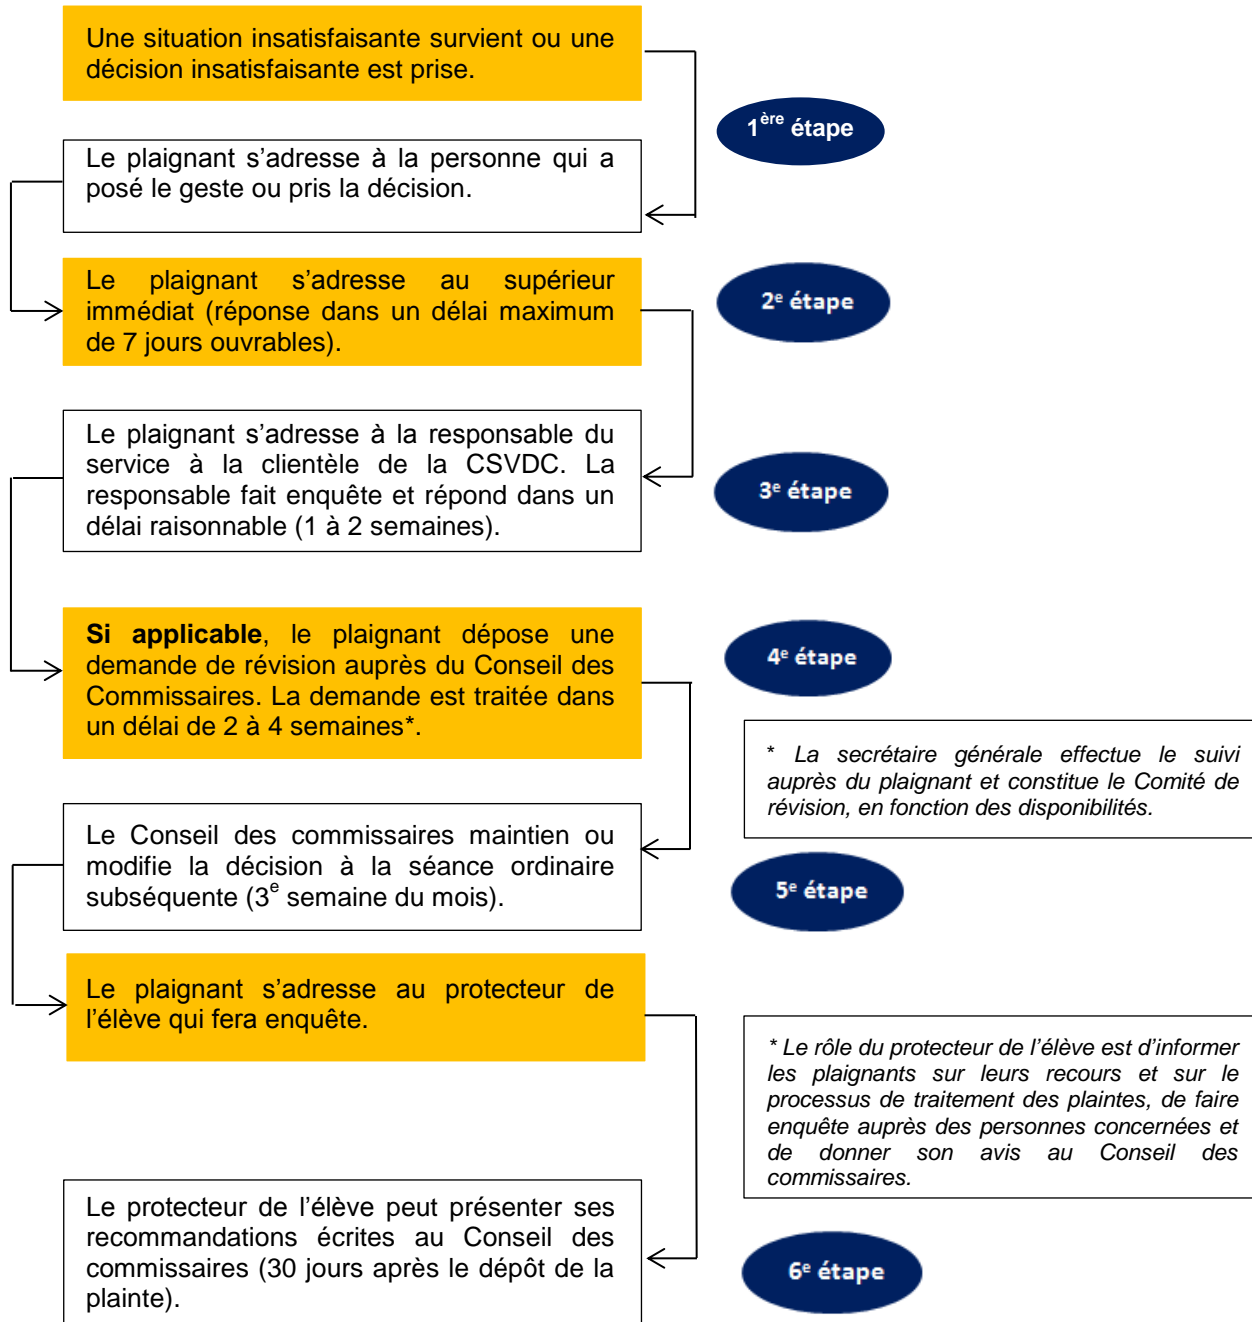 Une situation insatisfaisante survient ou une
décision insatisfaisante est prise.
1ère étape
Le plaignant s’adresse à la personne qui a
posé le geste ou pris la décision.
Le plaignant s’adresse au supérieur
immédiat (réponse dans un délai maximum
de 7 jours ouvrables).
2e étape
Le plaignant s’adresse à la responsable du
service à la clientèle de la CSVDC. La
responsable fait enquête et répond dans un
délai raisonnable (1 à 2 semaines).
3e étape
Si applicable, le plaignant dépose une
demande de révision auprès du Conseil des
Commissaires. La demande est traitée dans
un délai de 2 à 4 semaines*.
4e étape
* La secrétaire générale effectue le suivi
auprès du plaignant et constitue le Comité de
révision, en fonction des disponibilités.
Le Conseil des commissaires maintien ou
modifie la décision à la séance ordinaire
subséquente (3e semaine du mois).
5e étape
Le plaignant s’adresse au protecteur de
l’élève qui fera enquête.
* Le rôle du protecteur de l’élève est d’informer
les plaignants sur leurs recours et sur le
processus de traitement des plaintes, de faire
enquête auprès des personnes concernées et
de donner son avis au Conseil des
commissaires.
Le protecteur de l’élève peut présenter ses
recommandations écrites au Conseil des
commissaires (30 jours après le dépôt de la
plainte).
6e étape